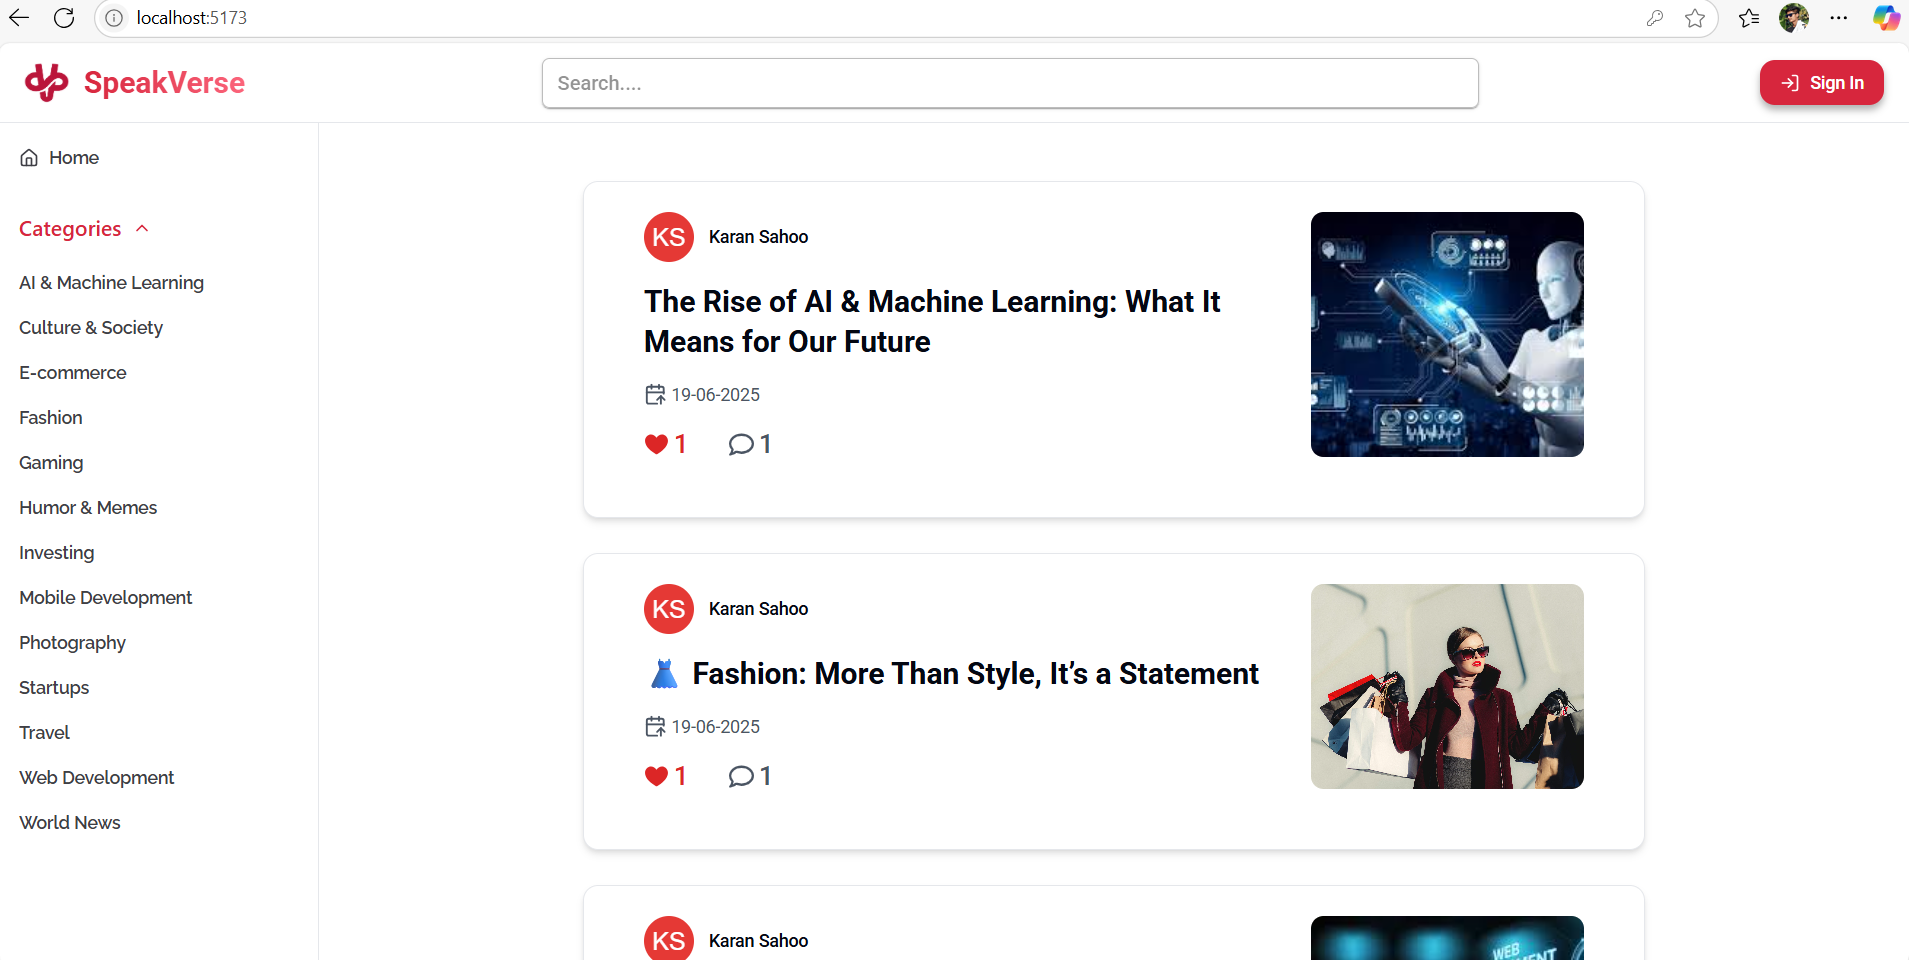 localhost:5173
SpeakVerse
Search....
Sign In
Home
Categories
AI & Machine Learning
Culture & Society
E-commerce
Fashion
Gaming
Humor & Memes
Investing
Mobile Development
Photography
Startups
Travel
Web Development
World News
KS Karan Sahoo
The Rise of AI & Machine Learning: What It
Means for Our Future
19-06-2025
1 1
KS Karan Sahoo
👗 Fashion: More Than Style, It’s a Statement
19-06-2025
1 1
KS Karan Sahoo
WEB